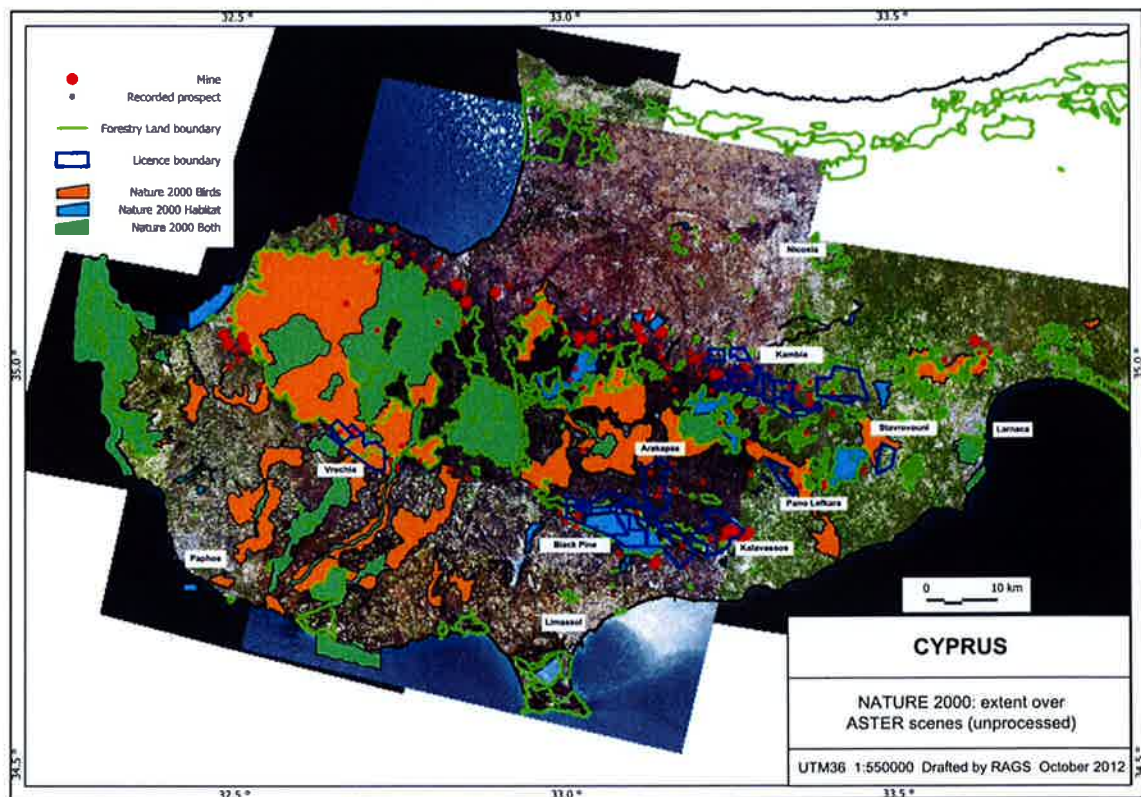 32.5 °
33.0 °
33.5 °
Mine
Recorded prospect
Forestry Land boundary
Licence boundary
Nature 2000 Birds
Nature 2000 Habitat
Nature 2000 Both
Nicosia
35.0 °
35.0 °
Kambia
Stavrovouni
Larnaca
Arakapas
Vrechia
Pano Lefkara
Black Pine
Kalavassos
Paphos
Limassol
0 10 km
CYPRUS
NATURE 2000: extent over
ASTER scenes (unprocessed)
UTM36 1:550000 Drafted by RAGS October 2012
34.5 °
34.5 °
32.5 °
33.0 °
33.5 °